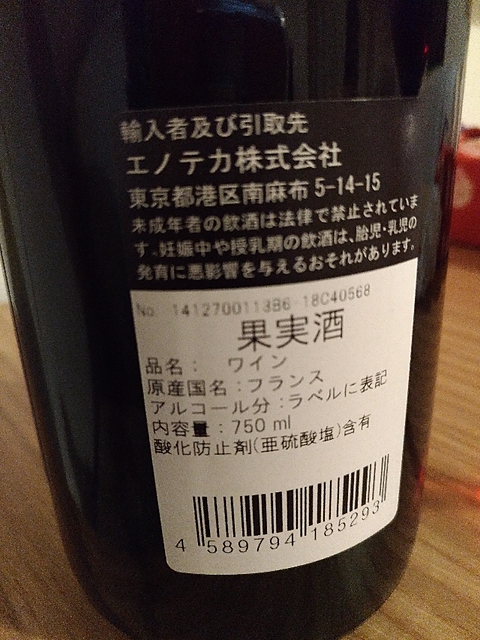 輸入者及び引取先
エノテカ株式会社
東京都港区南麻布 5-14-15
未成年者の飲酒は法律で禁止されていま
す。妊娠中や授乳期の飲酒は、胎児・乳児の
発育に悪影響を与えるおそれがあります。
No. 1412700113B6-18C40568
果実酒
品名： ワイン
原産国名：フランス
アルコール分：ラベルに表記
内容量：750 ml
酸化防止剤(亜硫酸塩)含有
4 589794 185293